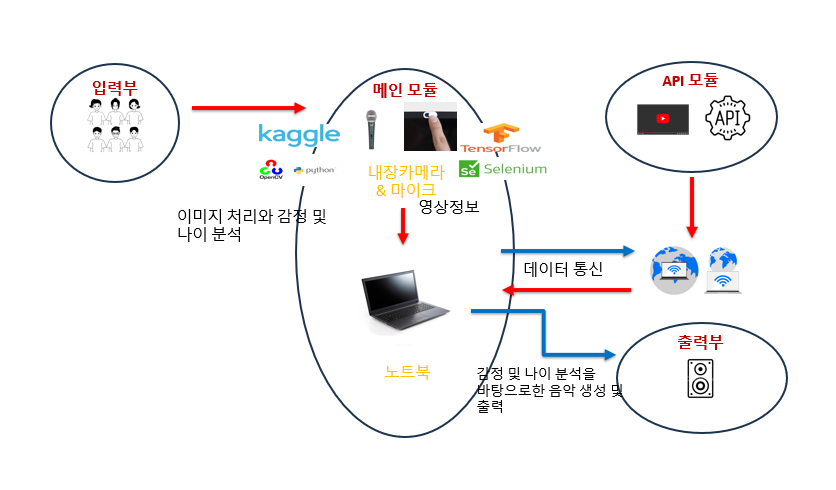 입력부
메인 모듈
API 모듈
API
kaggle
TensorFlow
OpenCV
python
Se Selenium
내장카메라
& 마이크
영상정보
이미지 처리와 감정 및
나이 분석
데이터 통신
노트북
출력부
감정 및 나이 분석을
바탕으로한 음악 생성 및
출력